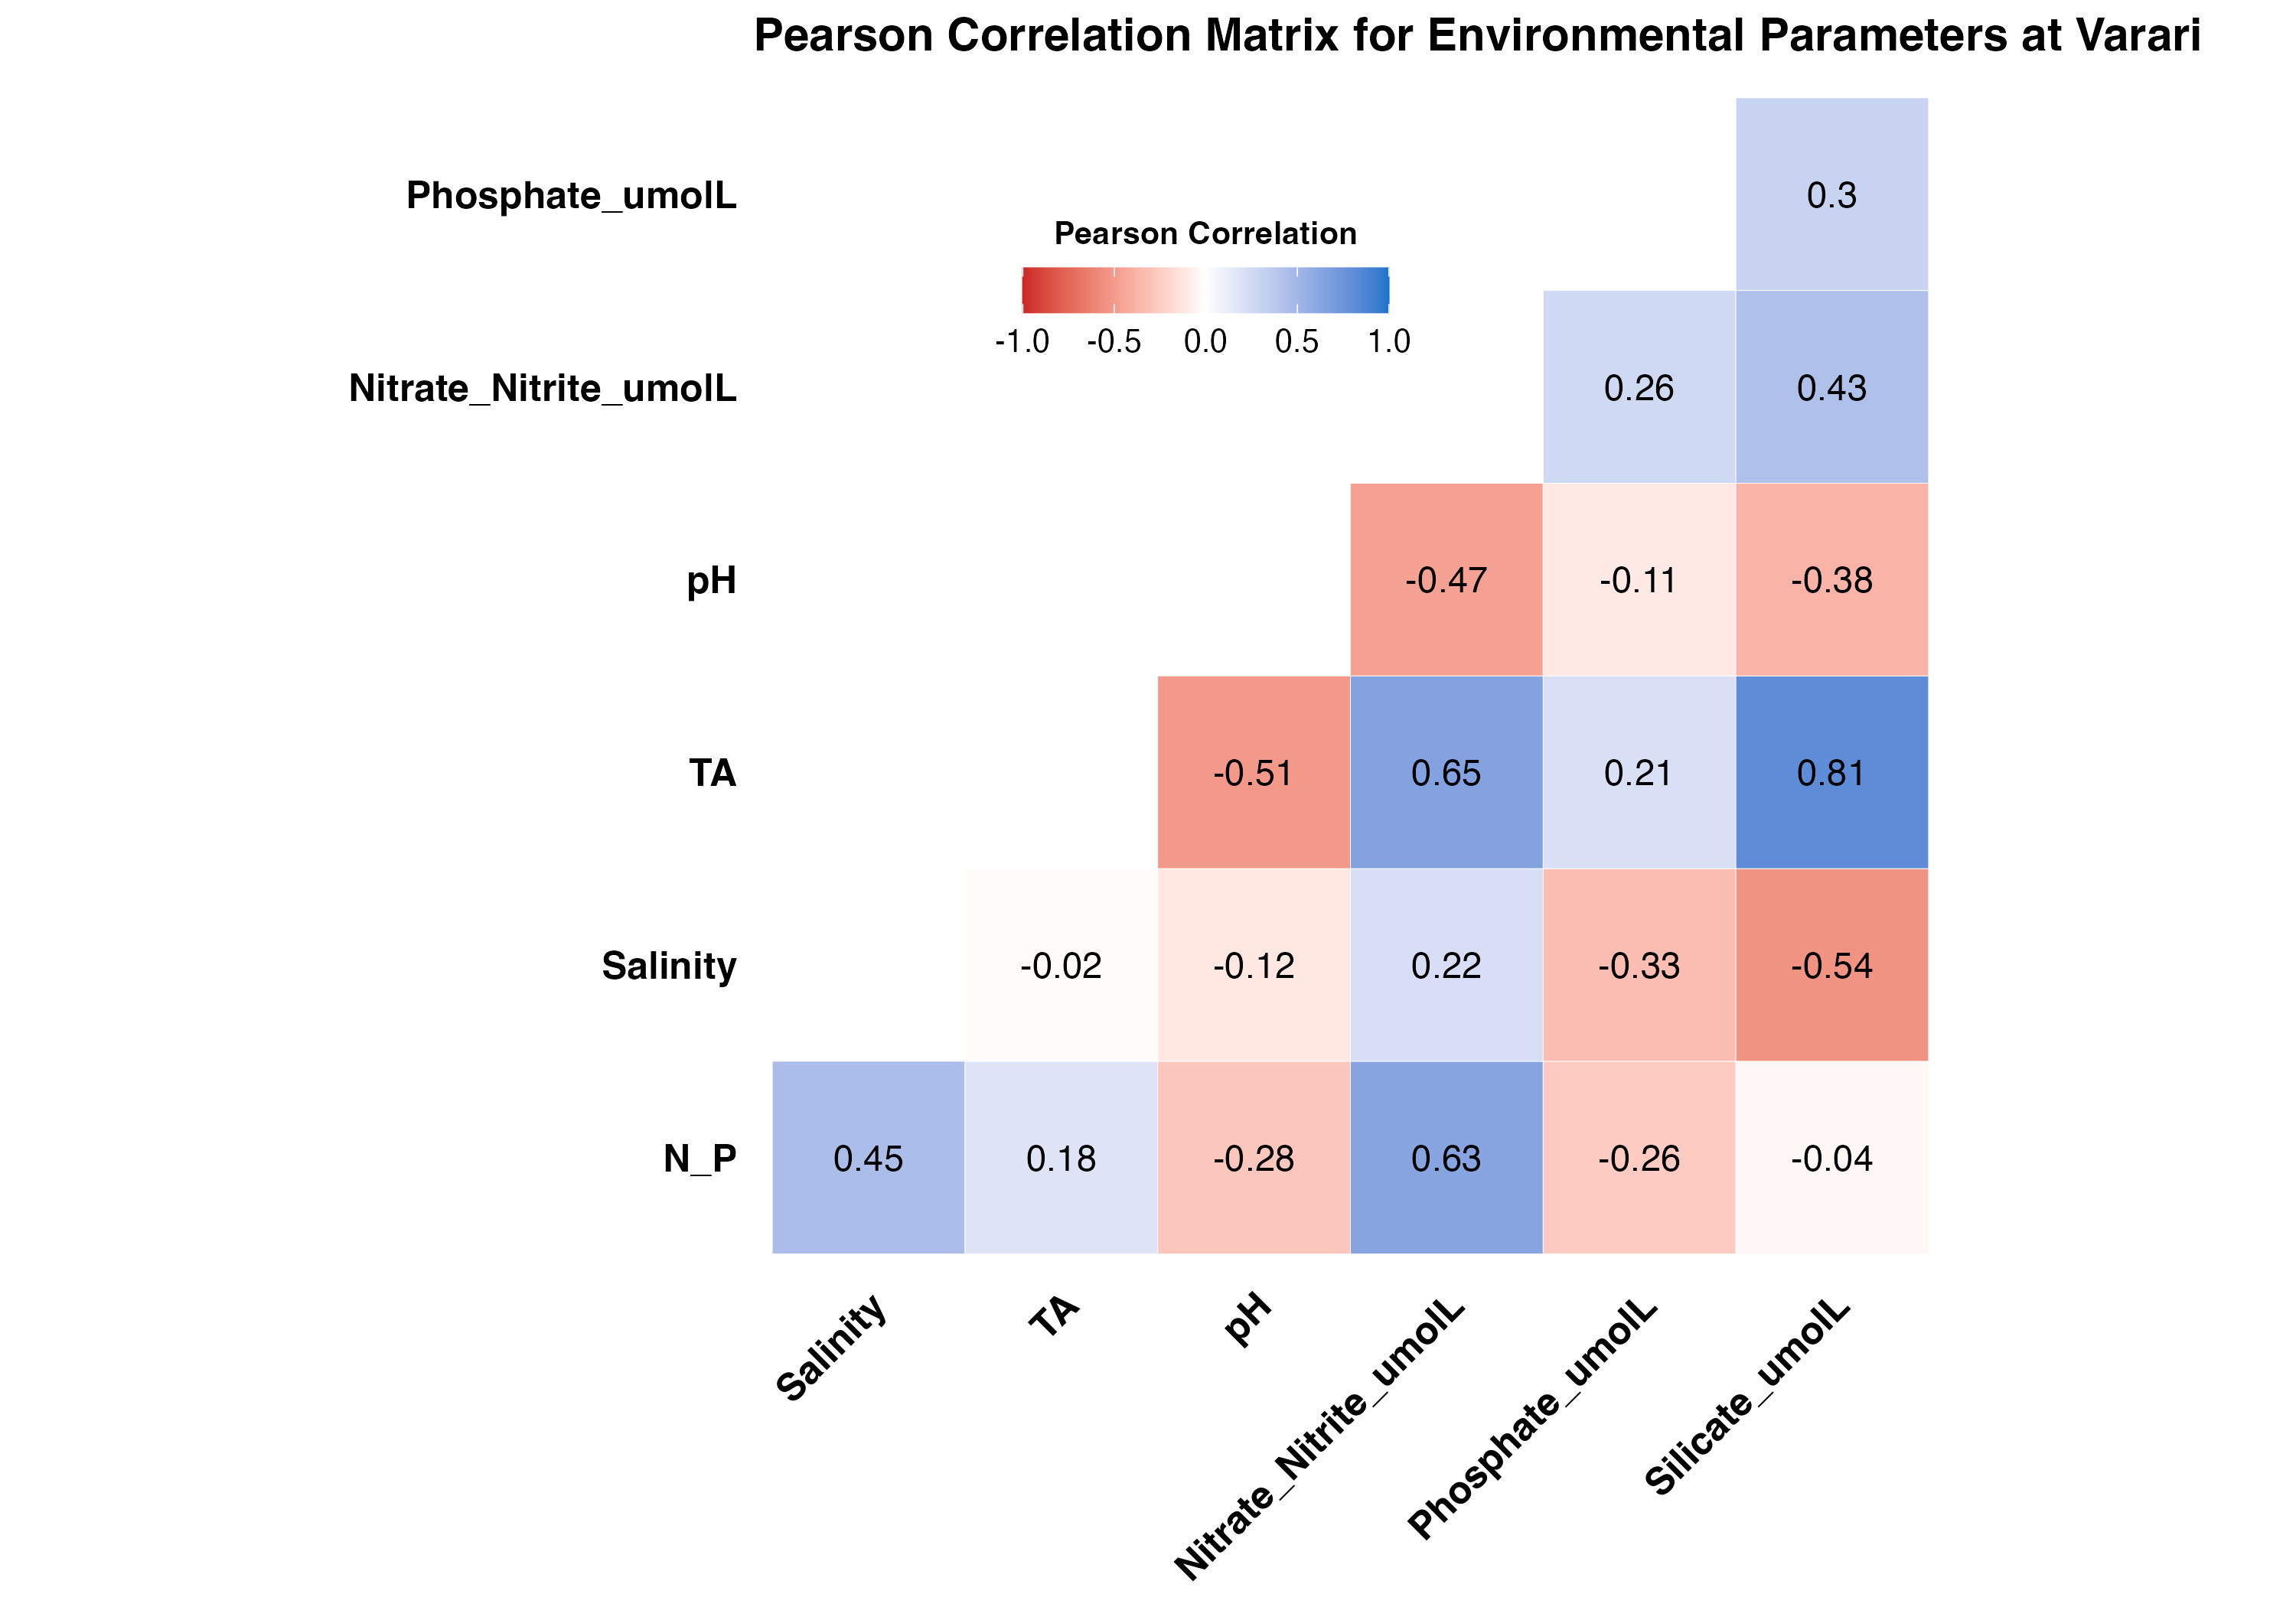 Pearson Correlation Matrix for Environmental Parameters at Varari
Phosphate_umolL
0.3
Pearson Correlation
-1.0 -0.5 0.0 0.5 1.0
Nitrate_Nitrite_umolL
0.26 0.43
pH
-0.47 -0.11 -0.38
TA
-0.51 0.65 0.21 0.81
Salinity
-0.02 -0.12 0.22 -0.33 -0.54
N_P
0.45 0.18 -0.28 0.63 -0.26 -0.04
Salinity
TA
pH
Nitrate_Nitrite_umolL
Phosphate_umolL
Silicate_umolL